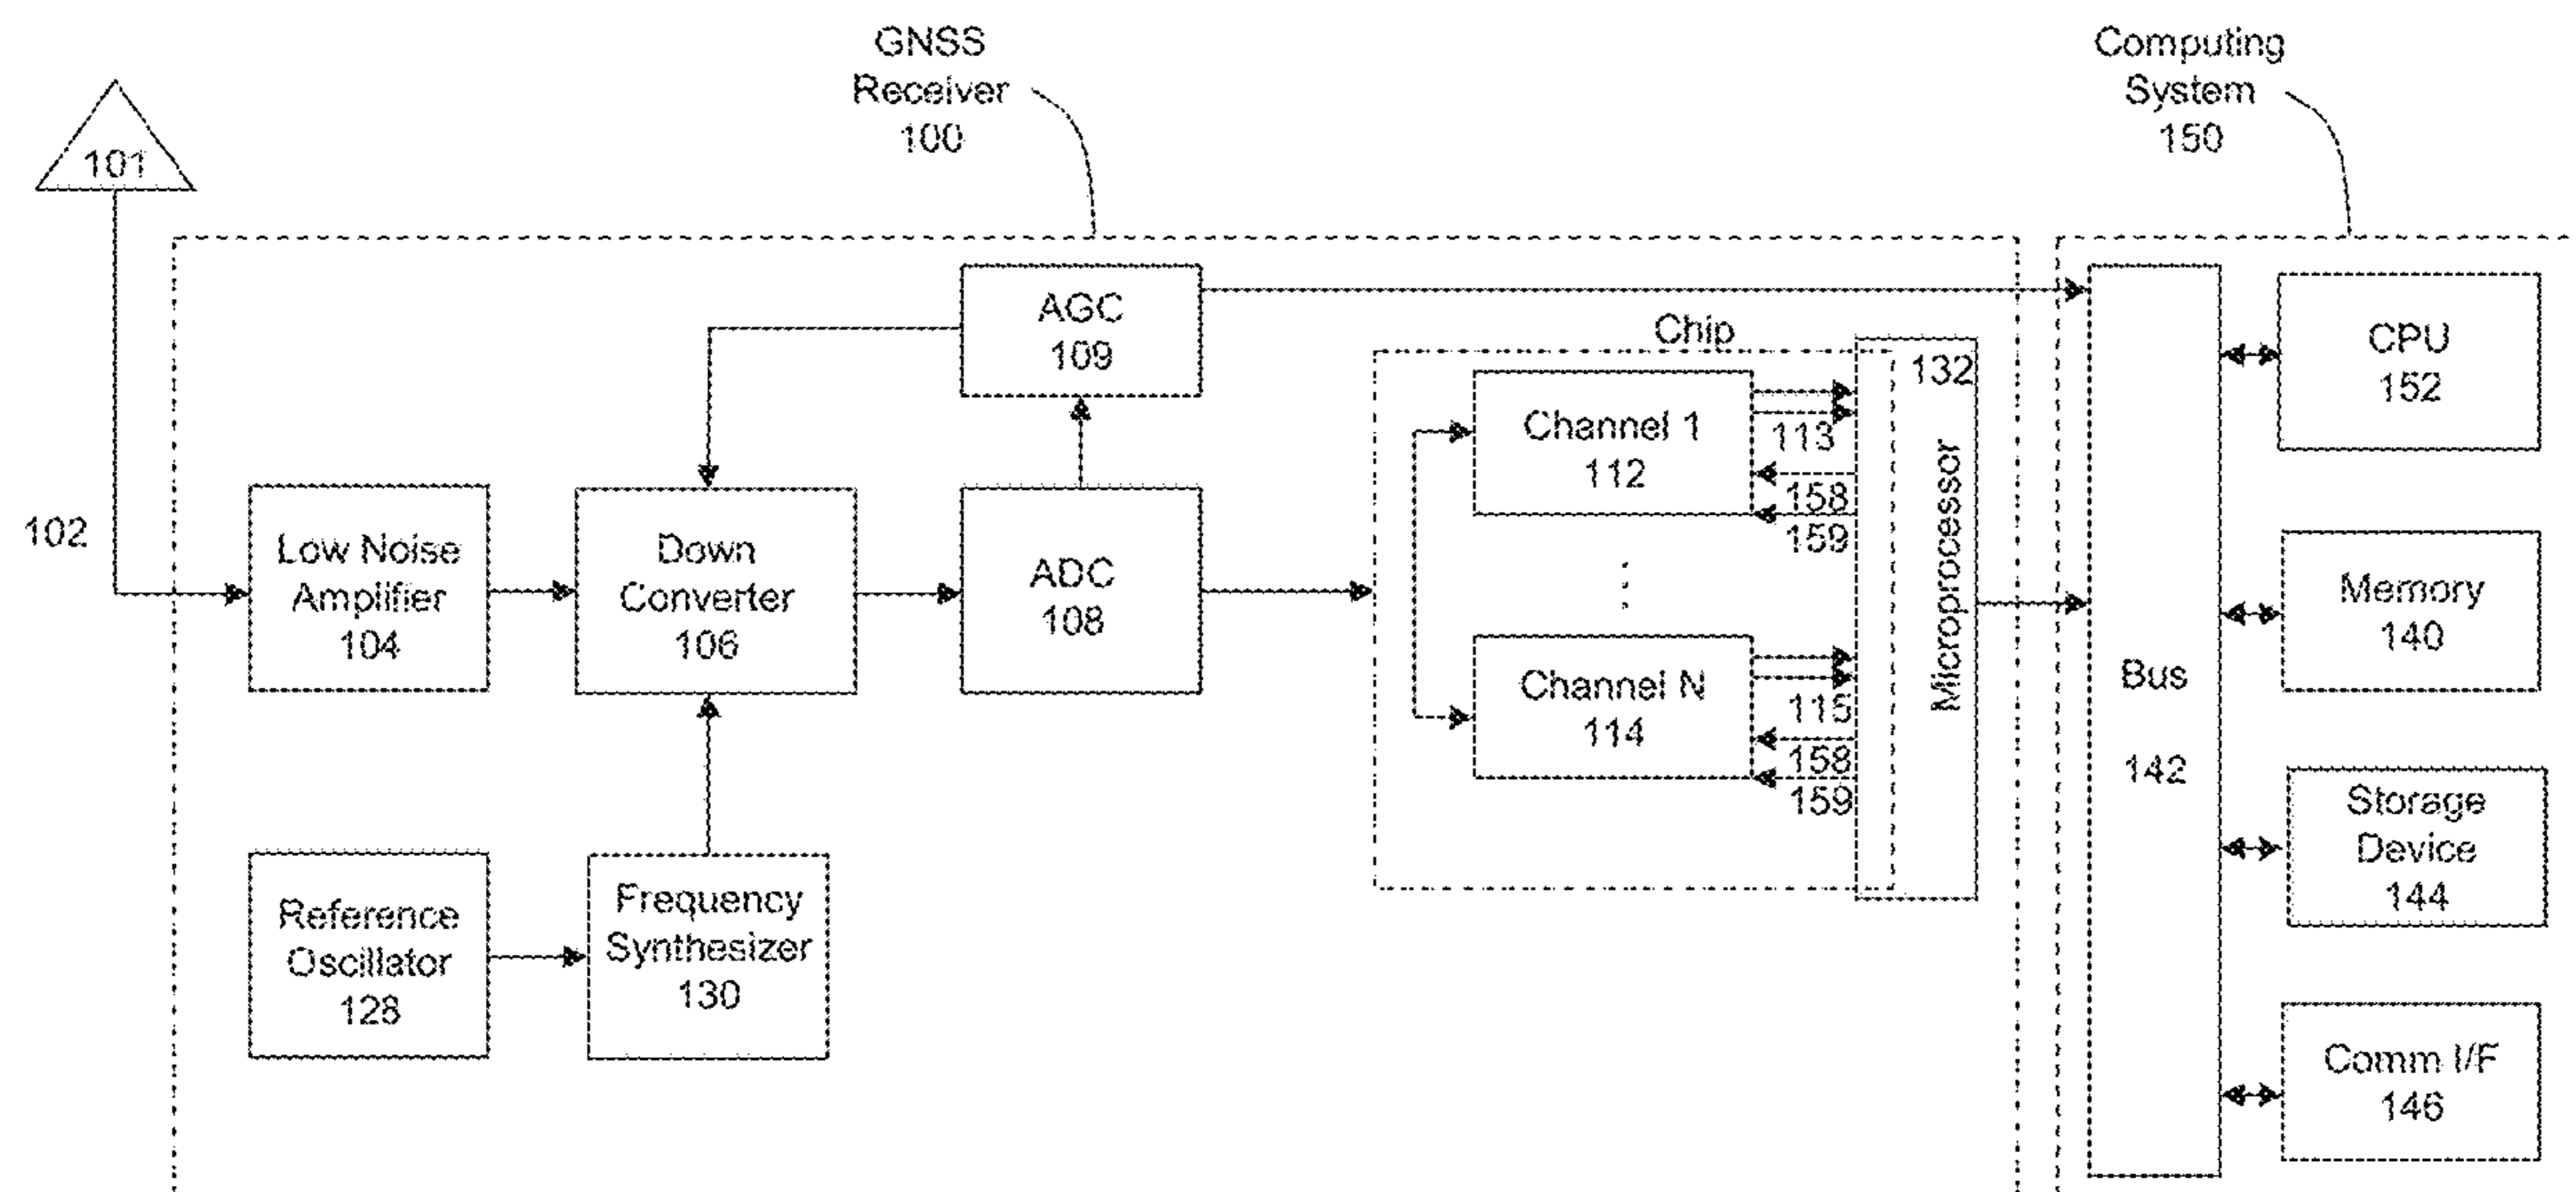 GNSS
Receiver
100
Computing
System
150
101
102
AGC
109
Chip
132
Microprocessor
Channel 1
112
113
158
159
Low Noise
Amplifier
104
Down
Converter
106
ADC
108
Channel N
114
115
158
159
Reference
Oscillator
128
Frequency
Synthesizer
130
Bus
142
CPU
152
Memory
140
Storage
Device
144
Comm I/F
146